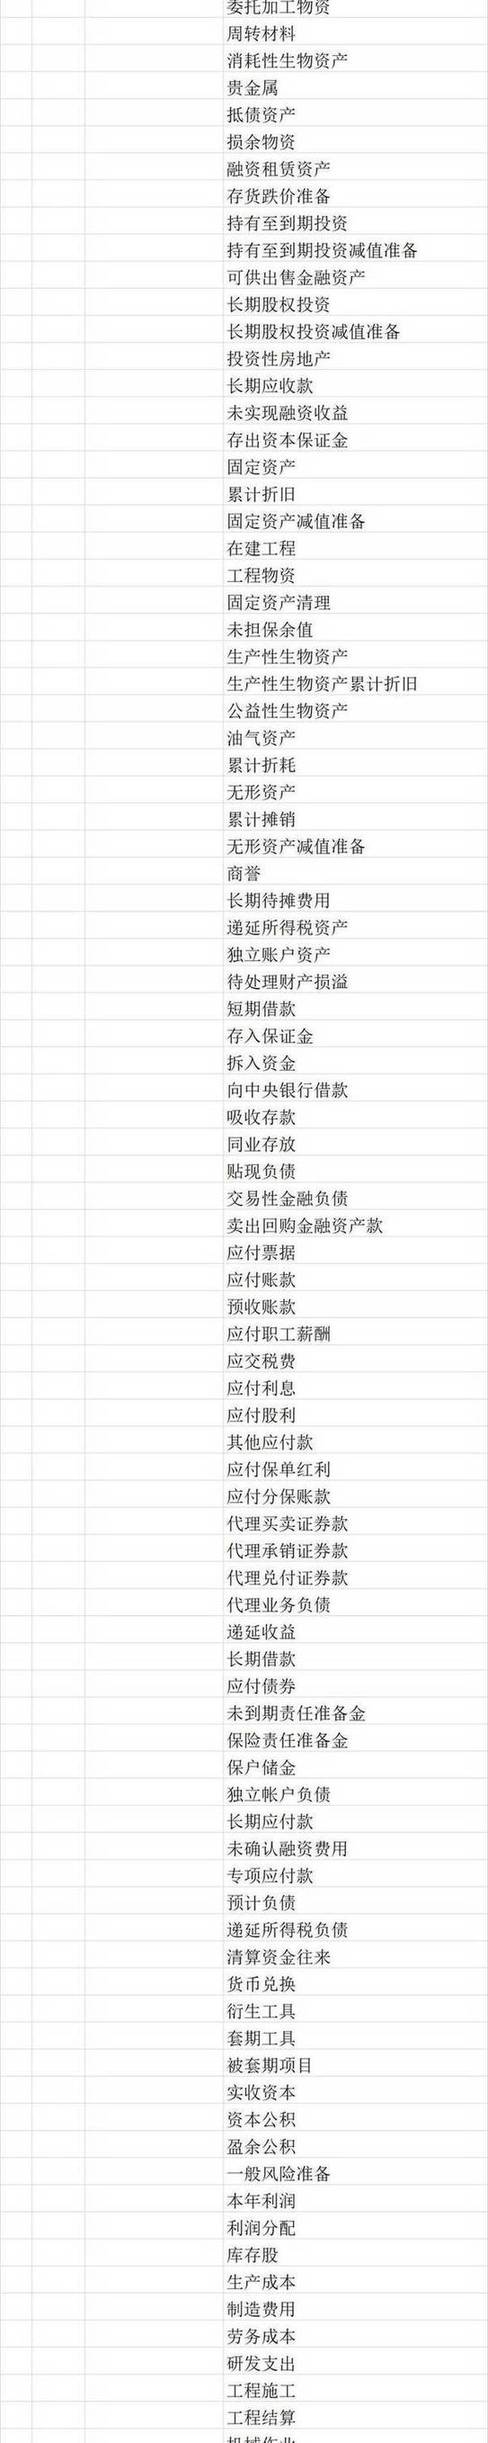 委托加工物资
周转材料
消耗性生物资产
贵金属
抵债资产
损余物资
融资租赁资产
存货跌价准备
持有至到期投资
持有至到期投资减值准备
可供出售金融资产
长期股权投资
长期股权投资减值准备
投资性房地产
长期应收款
未实现融资收益
存出资本保证金
固定资产
累计折旧
固定资产减值准备
在建工程
工程物资
固定资产清理
未担保余值
生产性生物资产
生产性生物资产累计折旧
公益性生物资产
油气资产
累计折耗
无形资产
累计摊销
无形资产减值准备
商誉
长期待摊费用
递延所得税资产
独立账户资产
待处理财产损溢
短期借款
存入保证金
拆入资金
向中央银行借款
吸收存款
同业存放
贴现负债
交易性金融负债
卖出回购金融资产款
应付票据
应付账款
预收账款
应付职工薪酬
应交税费
应付利息
应付股利
其他应付款
应付保单红利
应付分保账款
代理买卖证券款
代理承销证券款
代理兑付证券款
代理业务负债
递延收益
长期借款
应付债券
未到期责任准备金
保险责任准备金
保户储金
独立帐户负债
长期应付款
未确认融资费用
专项应付款
预计负债
递延所得税负债
清算资金往来
货币兑换
衍生工具
套期工具
被套期项目
实收资本
资本公积
盈余公积
一般风险准备
本年利润
利润分配
库存股
生产成本
制造费用
劳务成本
研发支出
工程施工
工程结算